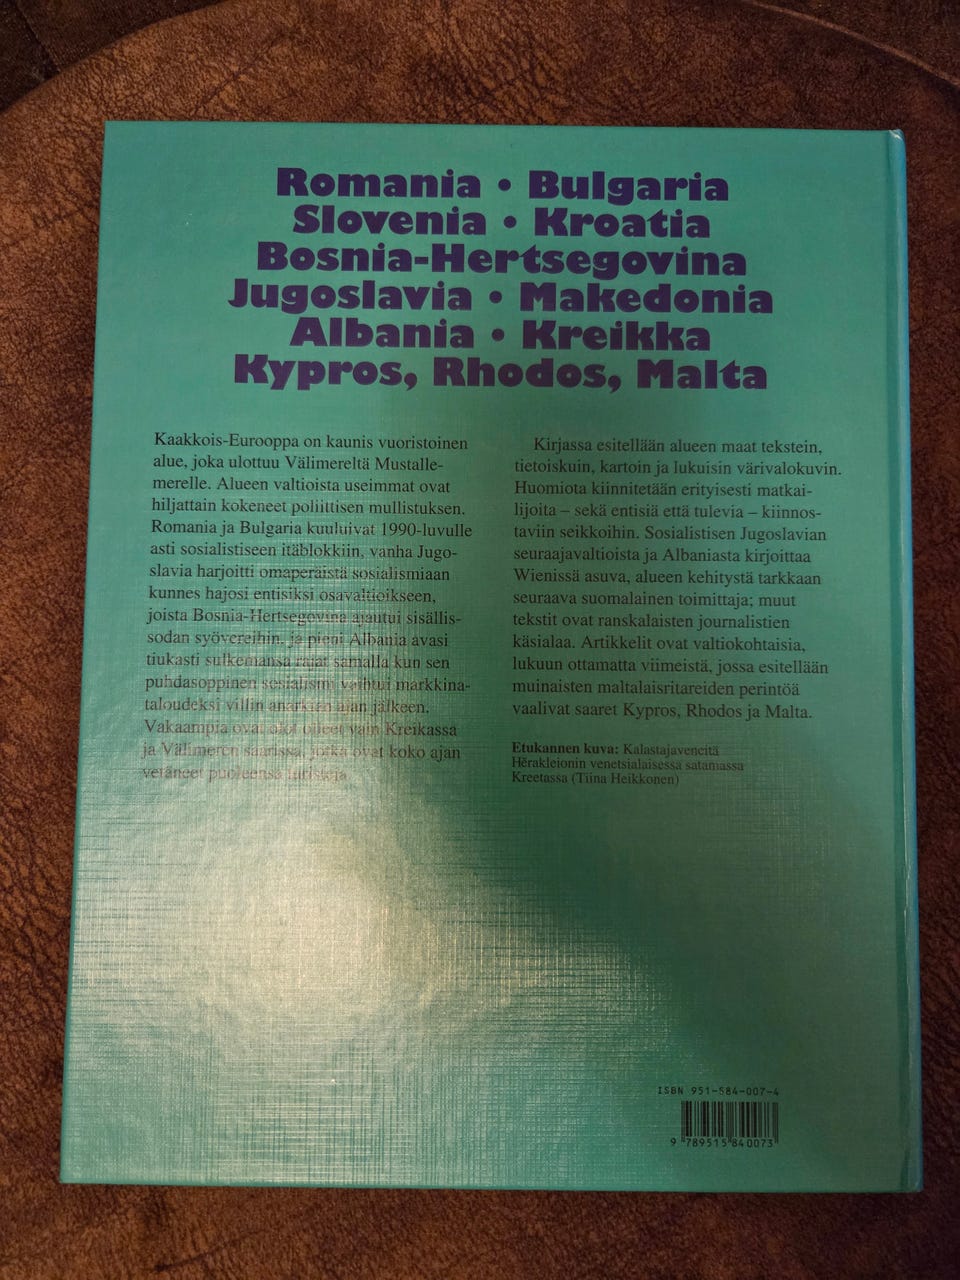 Romania • Bulgaria
Slovenia • Kroatia
Bosnia-Hertsegovina
Jugoslavia • Makedonia
Albania • Kreikka
Kypros, Rhodos, Malta
Kaakkois-Eurooppa on kaunis vuoristoinen
alue, joka ulottuu Välimereltä Mustalle-
merelle. Alueen valtioista useimmat ovat
hiljattain kokeneet poliittisen mullistuksen.
Romania ja Bulgaria kuuluivat 1990-luvulle
asti sosialistiseen itäblokkiin, vanha Jugo-
slavia harjoitti omaperäistä sosialismiaan
kunnes hajosi entisiksi osavaltioikseen,
joista Bosnia-Hertsegovina ajautui sisällis-
sodan syövereihin, ja pieni Albania avasi
tiukasti sulkemansa rajat samalla kun sen
puhdasoppinen sosialismi vaihtui markkina-
taloudeksi villin anarkian ajan jälkeen.
Vakaampia ovat olot olleet vain Kreikassa
ja Välimeren saarissa, jotka ovat koko ajan
vetäneet puoleensa turisteja.
Kirjassa esitellään alueen maat tekstein,
tietoiskuin, kartoin ja lukuisin värivalokuvin.
Huomiota kiinnitetään erityisesti matkai-
lijoita – sekä entisiä että tulevia – kiinnos-
taviin seikkoihin. Sosialistisen Jugoslavian
seuraajavaltioista ja Albaniasta kirjoittaa
Wienissä asuva, alueen kehitystä tarkkaan
seuraava suomalainen toimittaja; muut
tekstit ovat ranskalaisten journalistien
käsialaa. Artikkelit ovat valtiokohtaisia,
lukuun ottamatta viimeistä, jossa esitellään
muinaisten maltalaisritareiden perintöä
vaalivat saaret Kypros, Rhodos ja Malta.
Etukannen kuva: Kalastajaveneitä
Hērakleionin venetsialaisessa satamassa
Kreetassa (Tiina Heikkonen)
ISBN 951-584-007-4
9 789515 840073